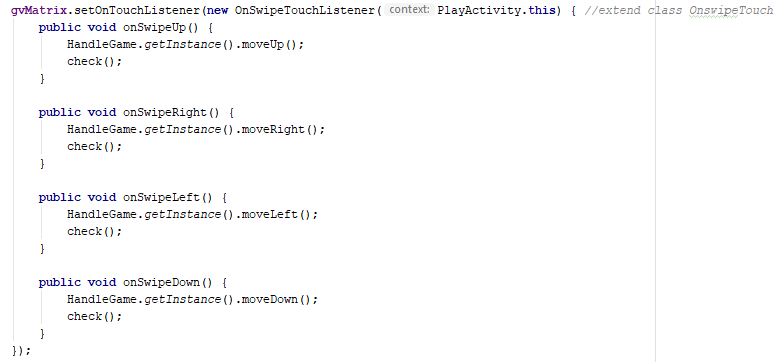 gvMatrix.setOnTouchListener(new OnSwipeTouchListener( context: PlayActivity.this) { //extend class OnswipeTouch
    public void onSwipeUp() {
        HandleGame.getInstance().moveUp();
        check();
    }

    public void onSwipeRight() {
        HandleGame.getInstance().moveRight();
        check();
    }

    public void onSwipeLeft() {
        HandleGame.getInstance().moveLeft();
        check();
    }

    public void onSwipeDown() {
        HandleGame.getInstance().moveDown();
        check();
    }
});